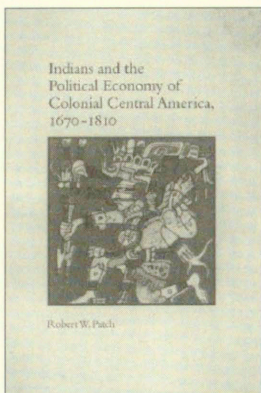 Indians and the
Political Economy of
Colonial Central America,
1670–1810
Robert W. Patch